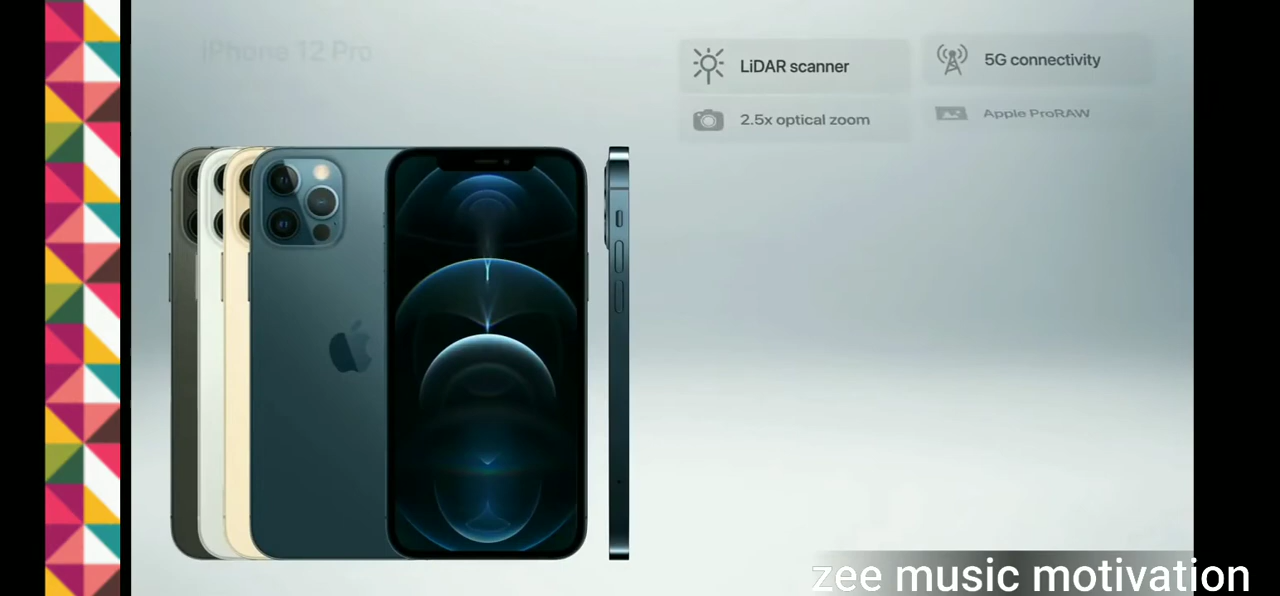 iPhone 12 Pro
LiDAR scanner
5G connectivity
2.5x optical zoom
Apple ProRAW
zee music motivation